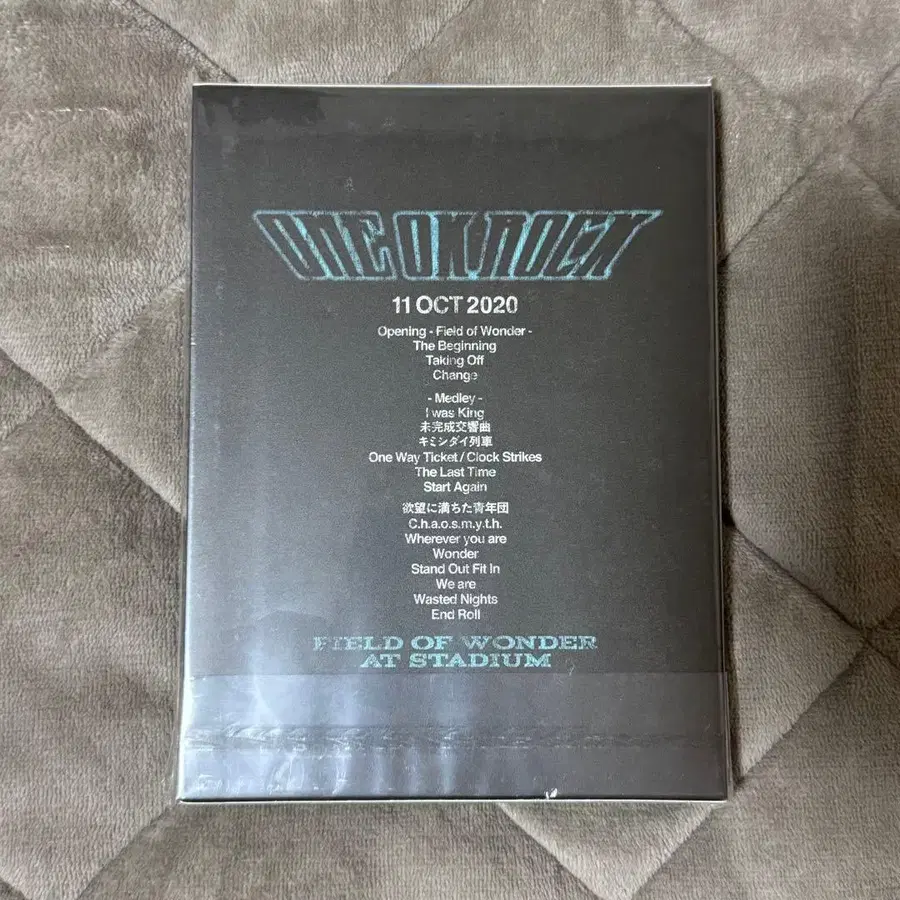 ONE OK ROCK
11 OCT 2020
Opening - Field of Wonder -
The Beginning
Taking Off
Change
- Medley -
I was King
未完成交響曲
キミシダイ列車
One Way Ticket / Clock Strikes
The Last Time
Start Again
欲望に満ちた青年団
C.h.a.o.s.m.y.th.
Wherever you are
Wonder
Stand Out Fit In
We are
Wasted Nights
End Roll
FIELD OF WONDER
AT STADIUM